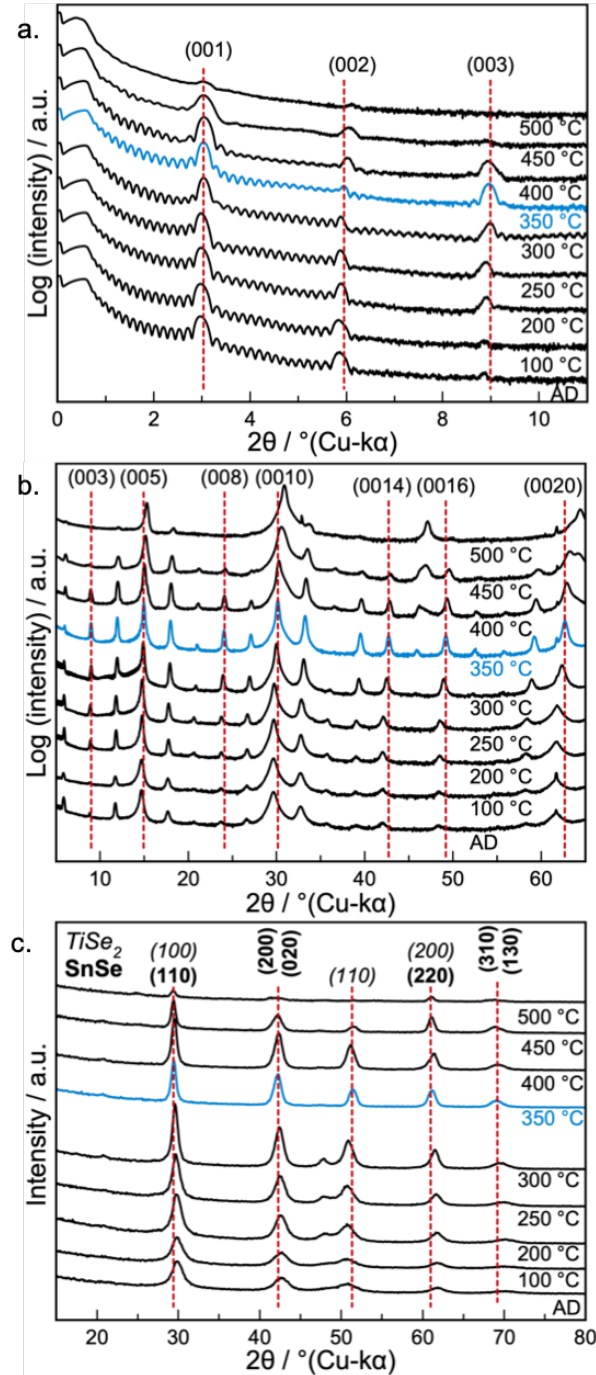 a.
(001) (002) (003)
500 °C
450 °C
400 °C
350 °C
300 °C
250 °C
200 °C
100 °C
AD
Log (intensity) / a.u.
0 2 4 6 8 10
2θ / °(Cu-kα)
b.
(003) (005) (008) (0010) (0014) (0016) (0020)
500 °C
450 °C
400 °C
350 °C
300 °C
250 °C
200 °C
100 °C
AD
Log (intensity) / a.u.
10 20 30 40 50 60
2θ / °(Cu-kα)
c.
TiSe2 (100) (200) (020) (110) (200) (310) (130)
SnSe (110) (220)
500 °C
450 °C
400 °C
350 °C
300 °C
250 °C
200 °C
100 °C
AD
Intensity / a.u.
20 30 40 50 60 70 80
2θ / °(Cu-kα)